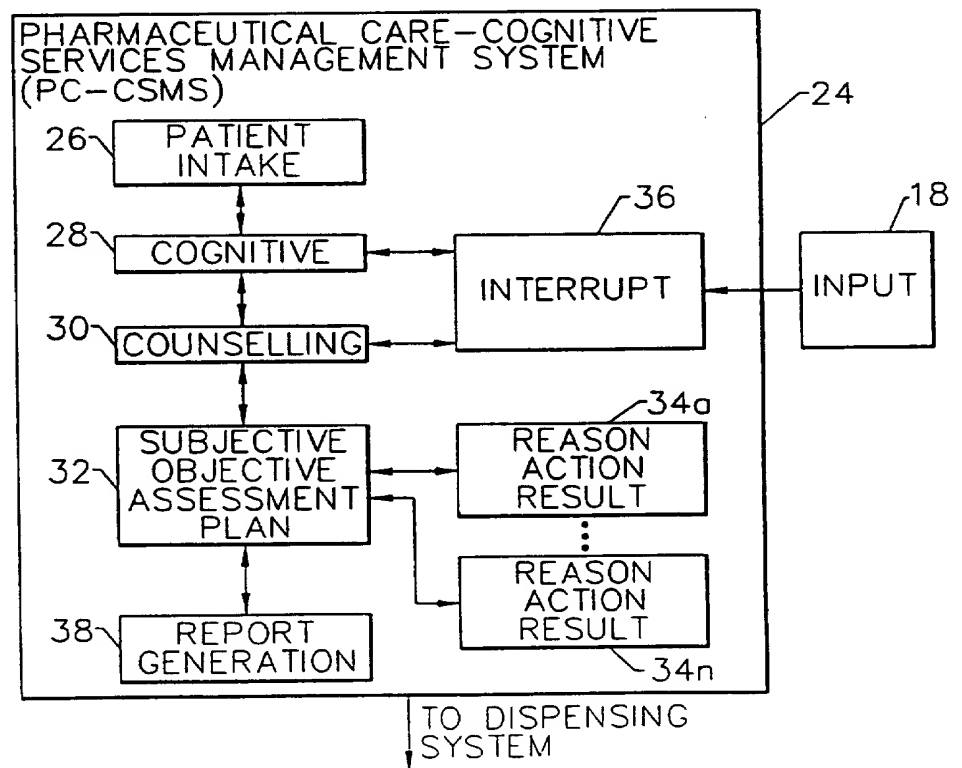 PHARMACEUTICAL CARE-COGNITIVE
SERVICES MANAGEMENT SYSTEM
(PC-CSMS)
24
26
PATIENT
INTAKE
36
18
28
COGNITIVE
INTERRUPT
INPUT
30
COUNSELLING
34a
32
SUBJECTIVE
OBJECTIVE
ASSESSMENT
PLAN
REASON
ACTION
RESULT
REASON
ACTION
RESULT
34n
38
REPORT
GENERATION
TO DISPENSING
SYSTEM